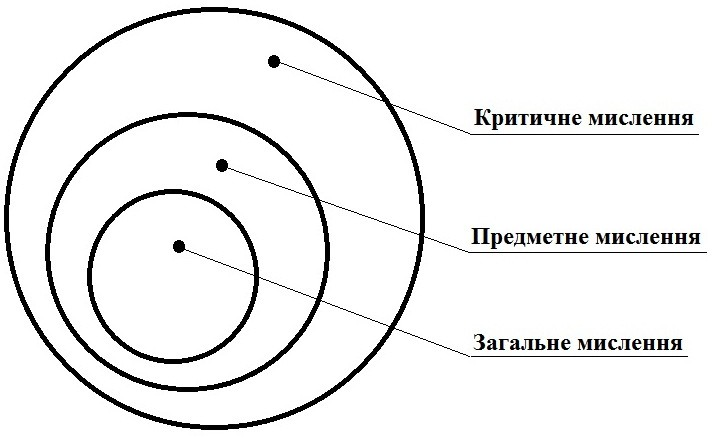 Критичне мислення
Предметне мислення
Загальне мислення